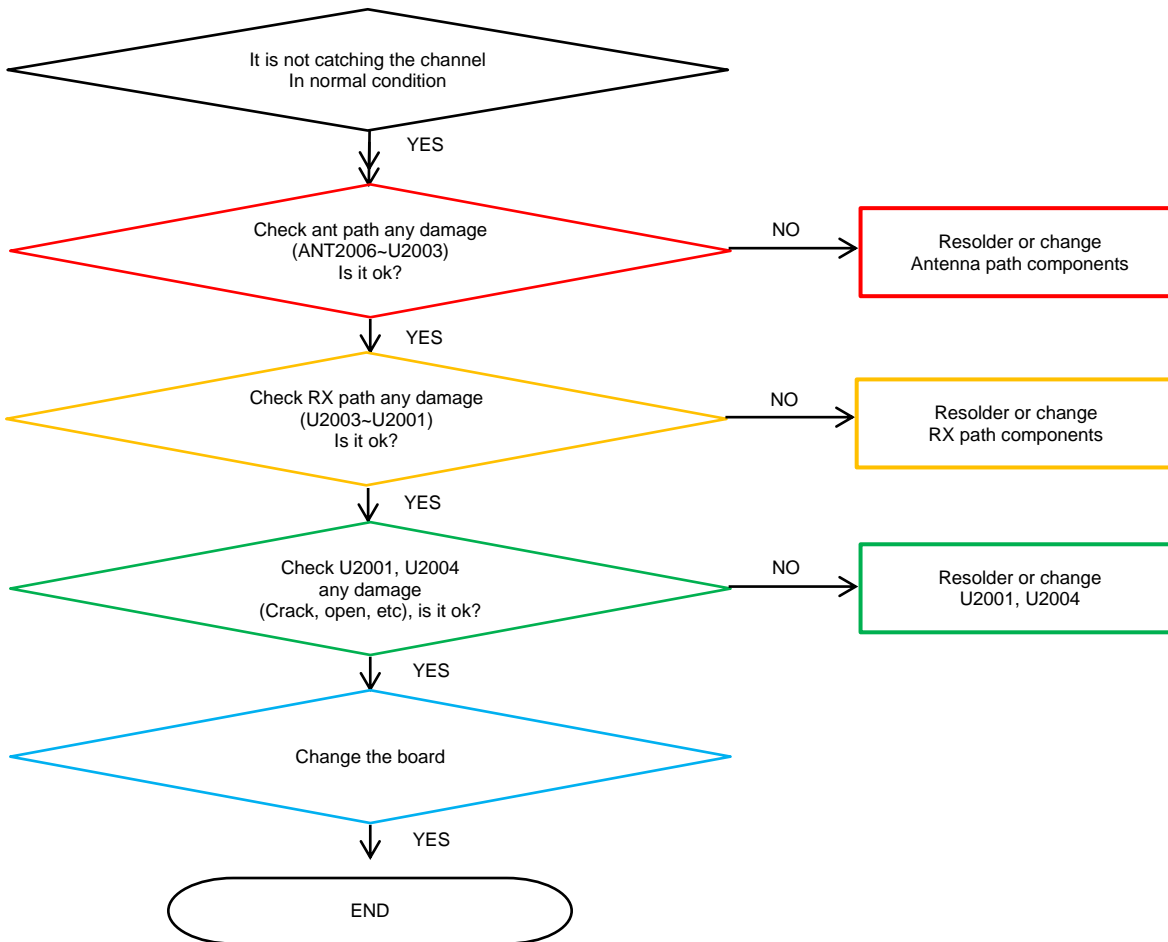 It is not catching the channel
In normal condition
YES
Check ant path any damage
(ANT2006~U2003)
Is it ok?
NO
Resolder or change
Antenna path components
YES
Check RX path any damage
(U2003~U2001)
Is it ok?
NO
Resolder or change
RX path components
YES
Check U2001, U2004
any damage
(Crack, open, etc), is it ok?
NO
Resolder or change
U2001, U2004
YES
Change the board
YES
END